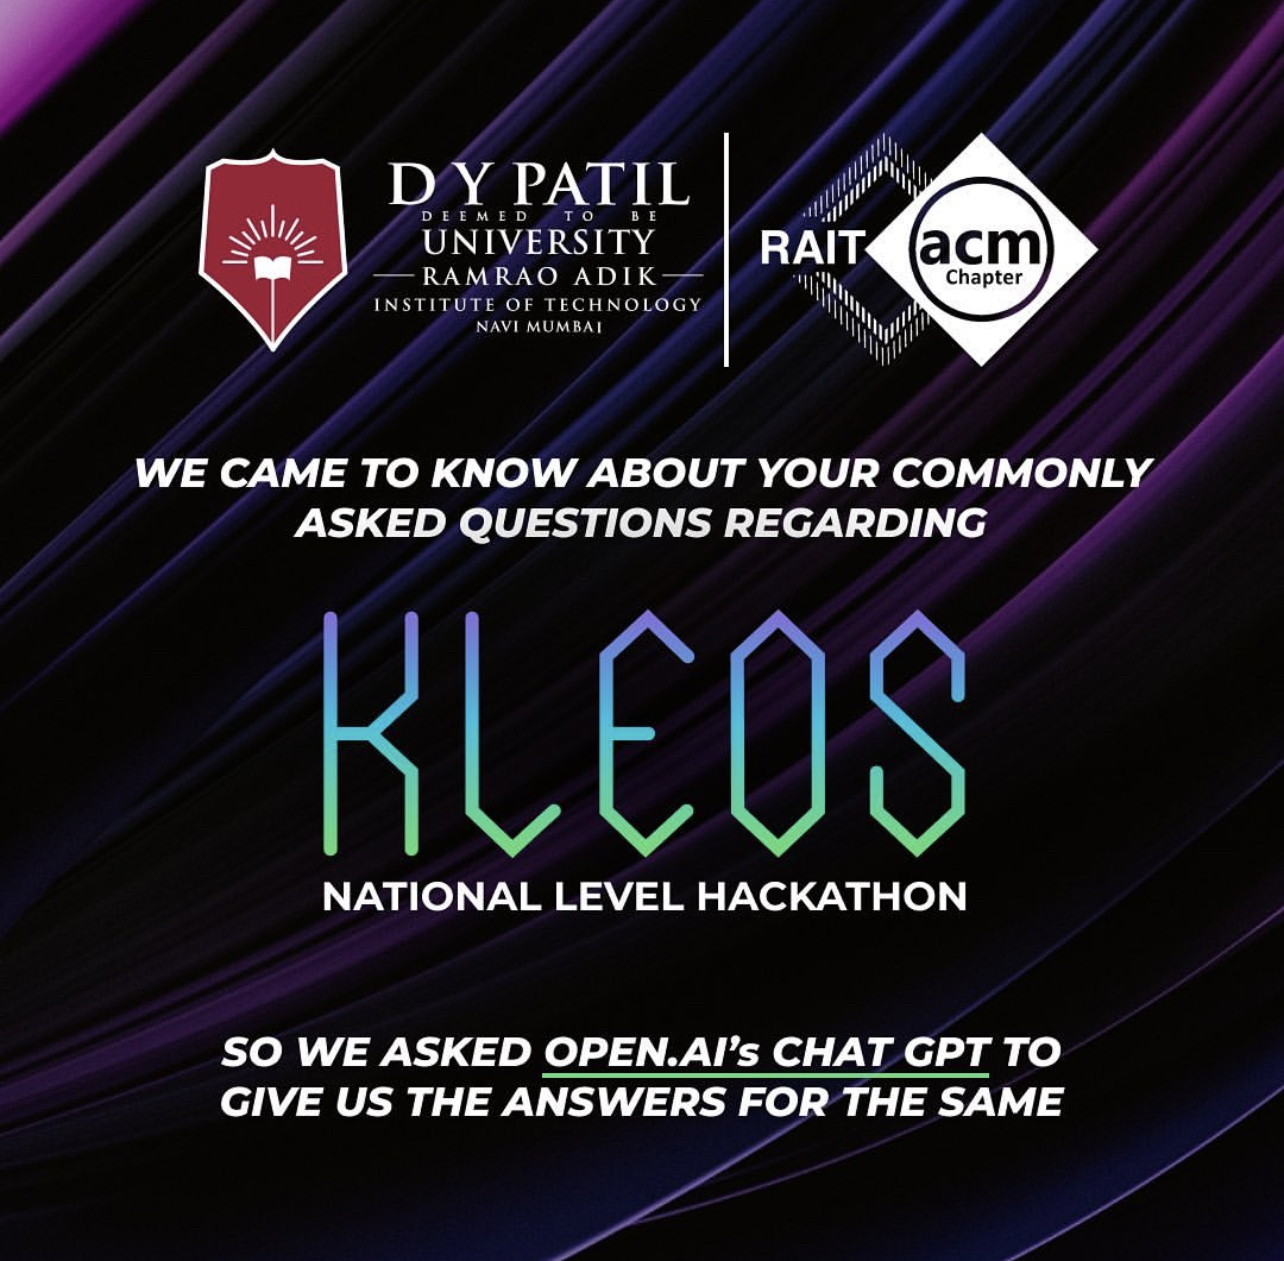 D Y PATIL
DEEMED TO BE
UNIVERSITY
RAMRAO ADIK
INSTITUTE OF TECHNOLOGY
NAVI MUMBAI
RAIT
acm
Chapter
WE CAME TO KNOW ABOUT YOUR COMMONLY
ASKED QUESTIONS REGARDING
KLEOS
NATIONAL LEVEL HACKATHON
SO WE ASKED OPEN.AI's CHAT GPT TO
GIVE US THE ANSWERS FOR THE SAME